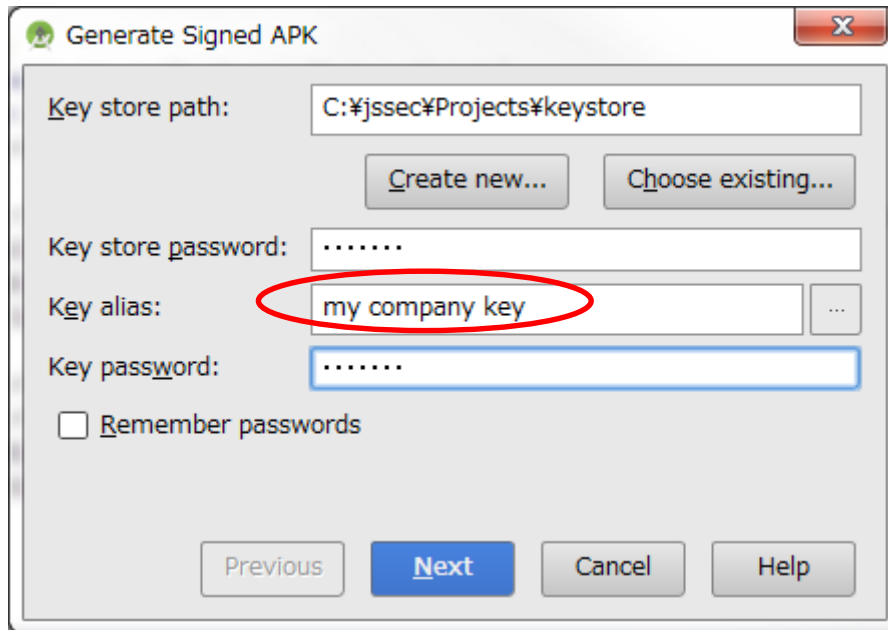 Generate Signed APK
Key store path: C:¥jssec¥Projects¥keystore
Create new... Choose existing...
Key store password: ·······
Key alias: my company key ...
Key password: ·······
Remember passwords
Previous Next Cancel Help